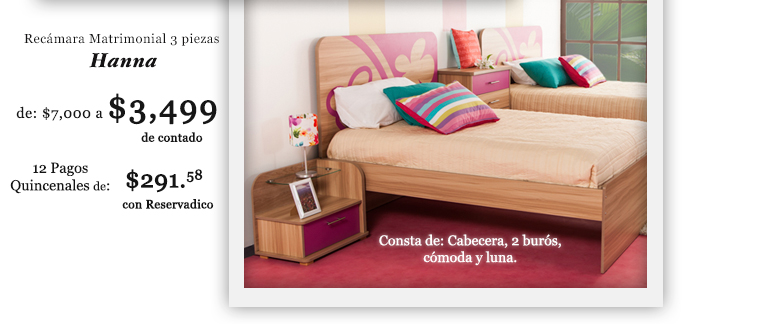 Recámara Matrimonial 3 piezas
Hanna
de: $7,000 a $3,499
de contado
12 Pagos
Quincenales de: $291.58
con Reservadico
Consta de: Cabecera, 2 burós,
cómoda y luna.